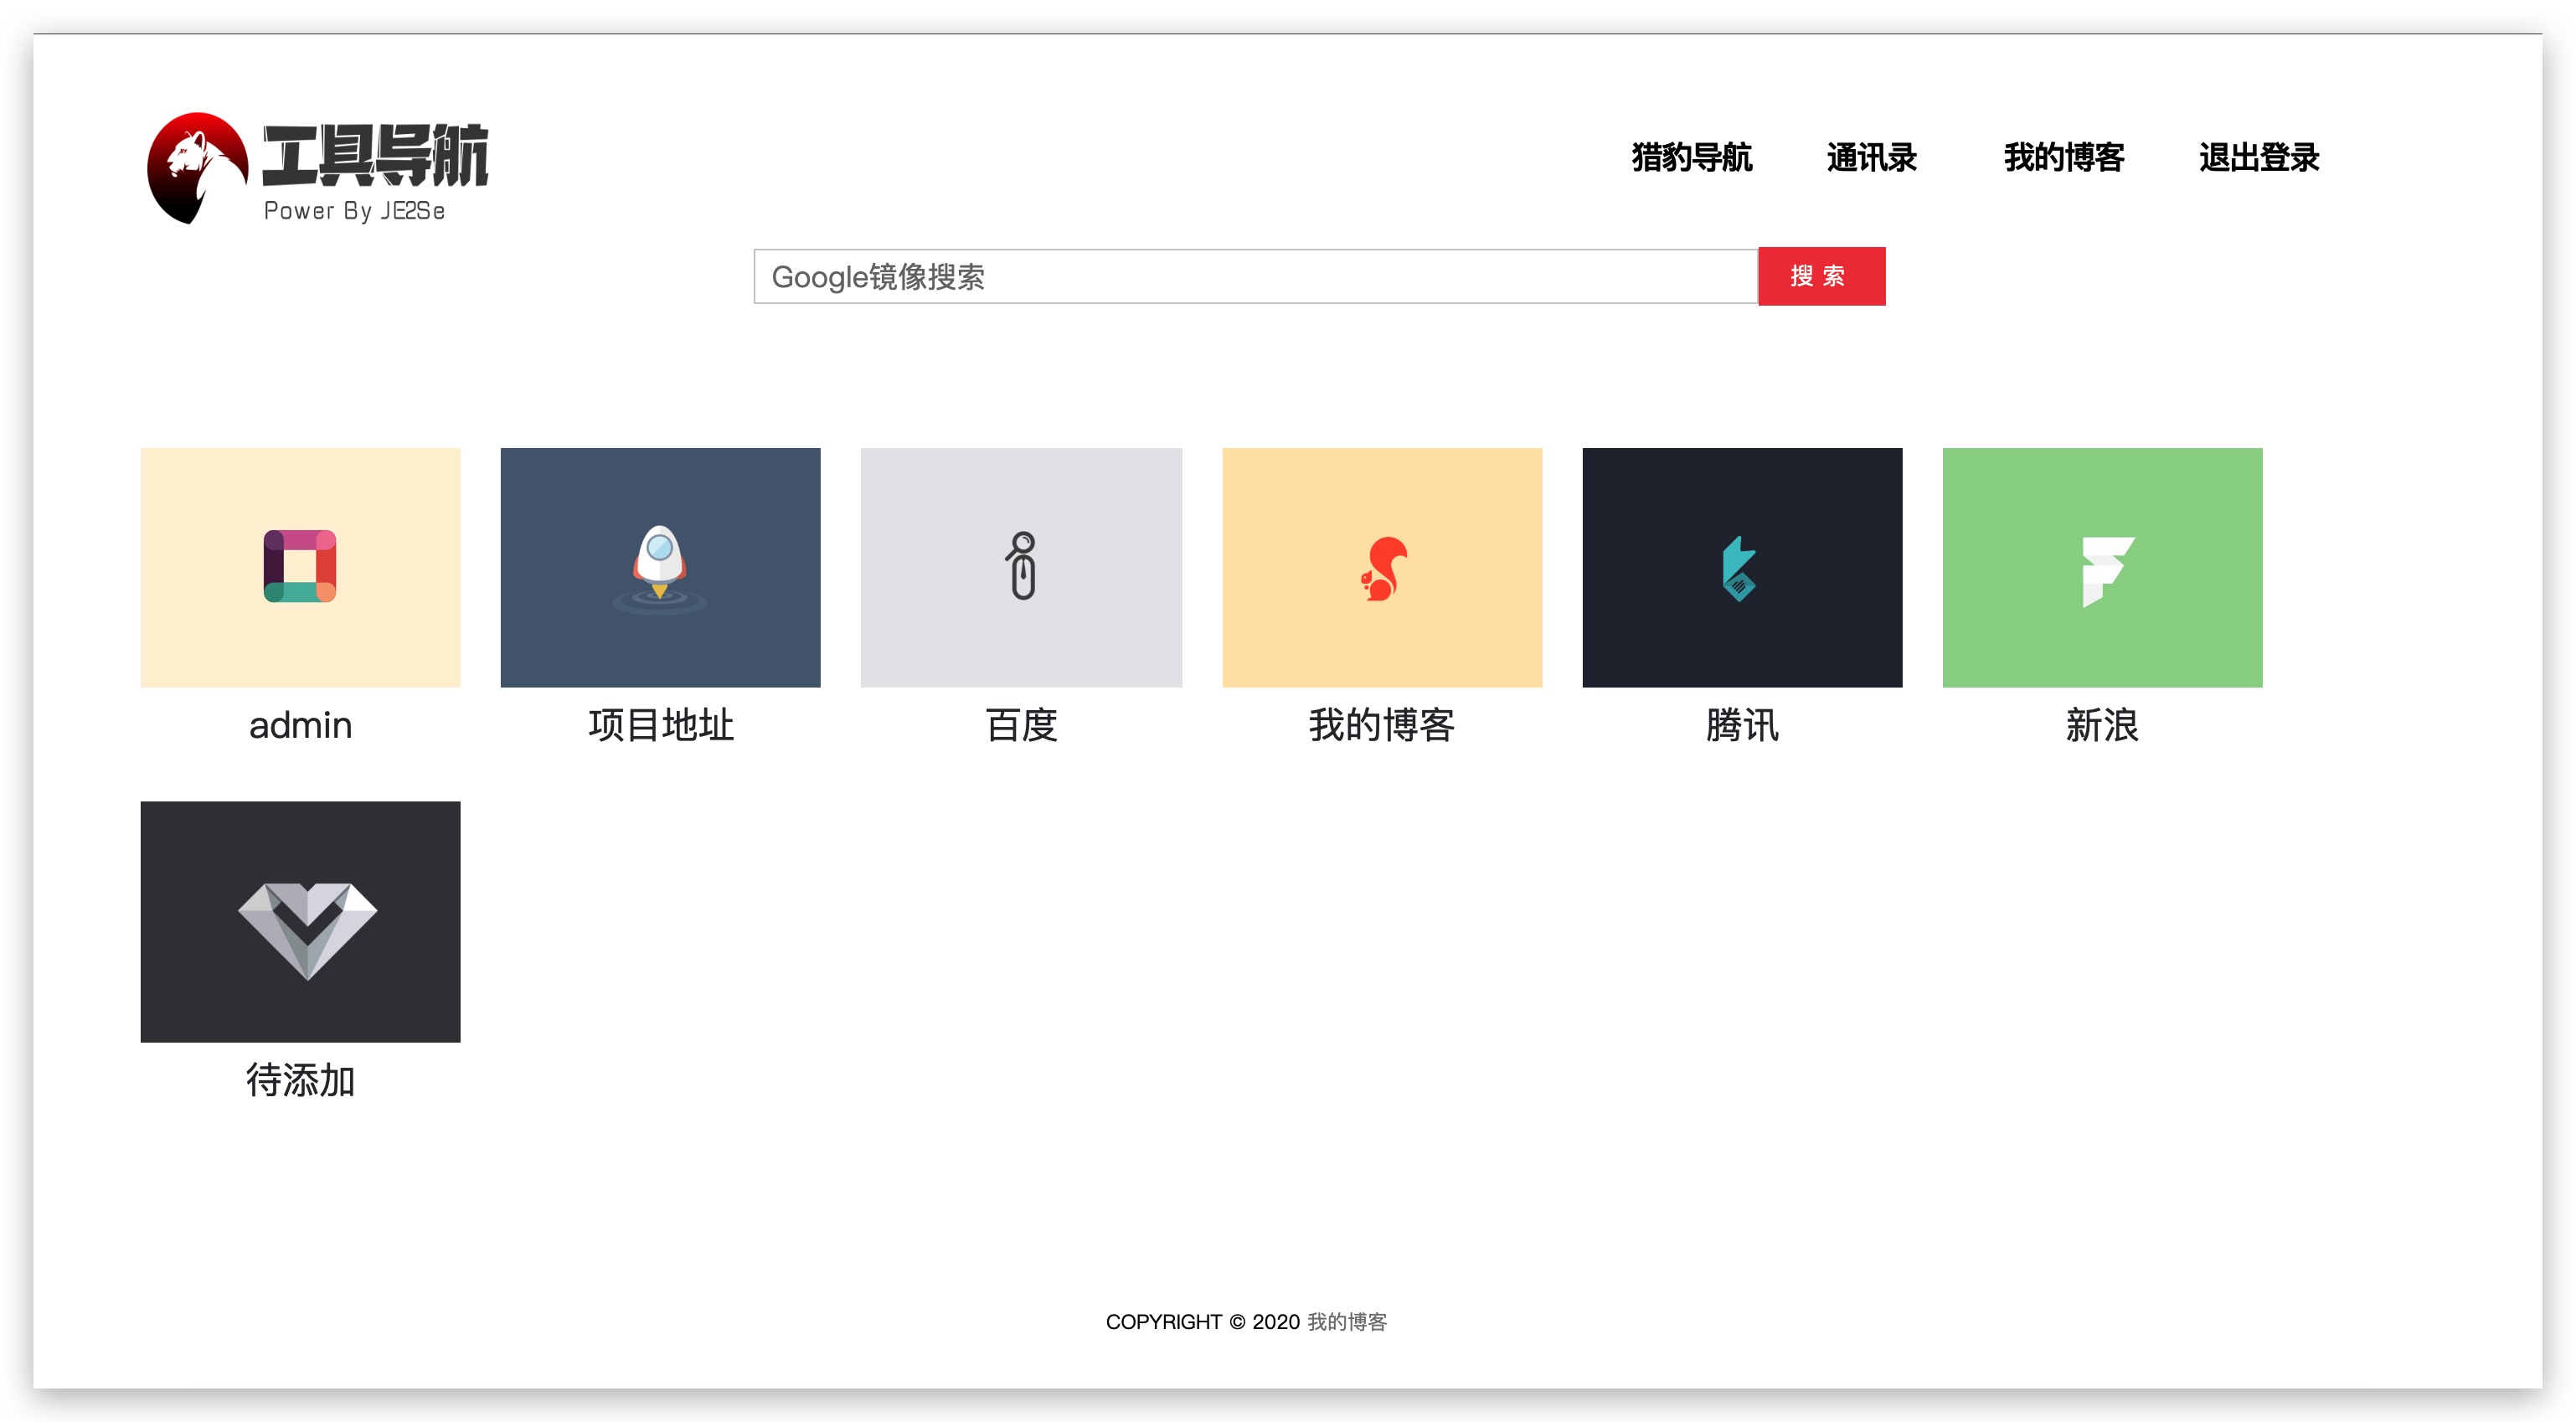 工具导航
Power By JE2Se
猎豹导航 通讯录 我的博客 退出登录
Google镜像搜索 搜 索
admin 项目地址 百度 我的博客 腾讯 新浪
待添加
COPYRIGHT © 2020 我的博客